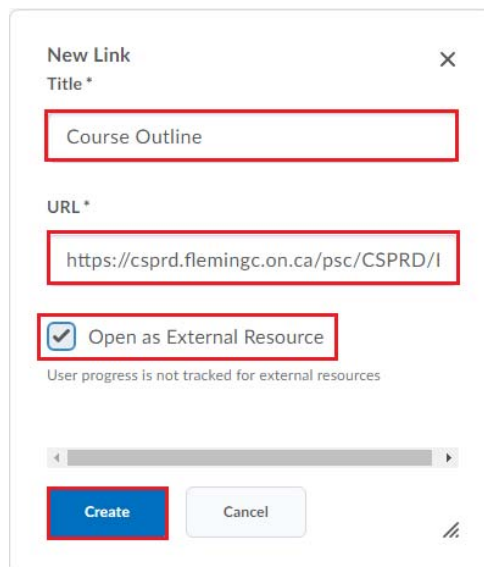 New Link
Title *
Course Outline
URL *
https://csprd.flemingc.on.ca/psc/CSPRD/
Open as External Resource
User progress is not tracked for external resources
Create
Cancel